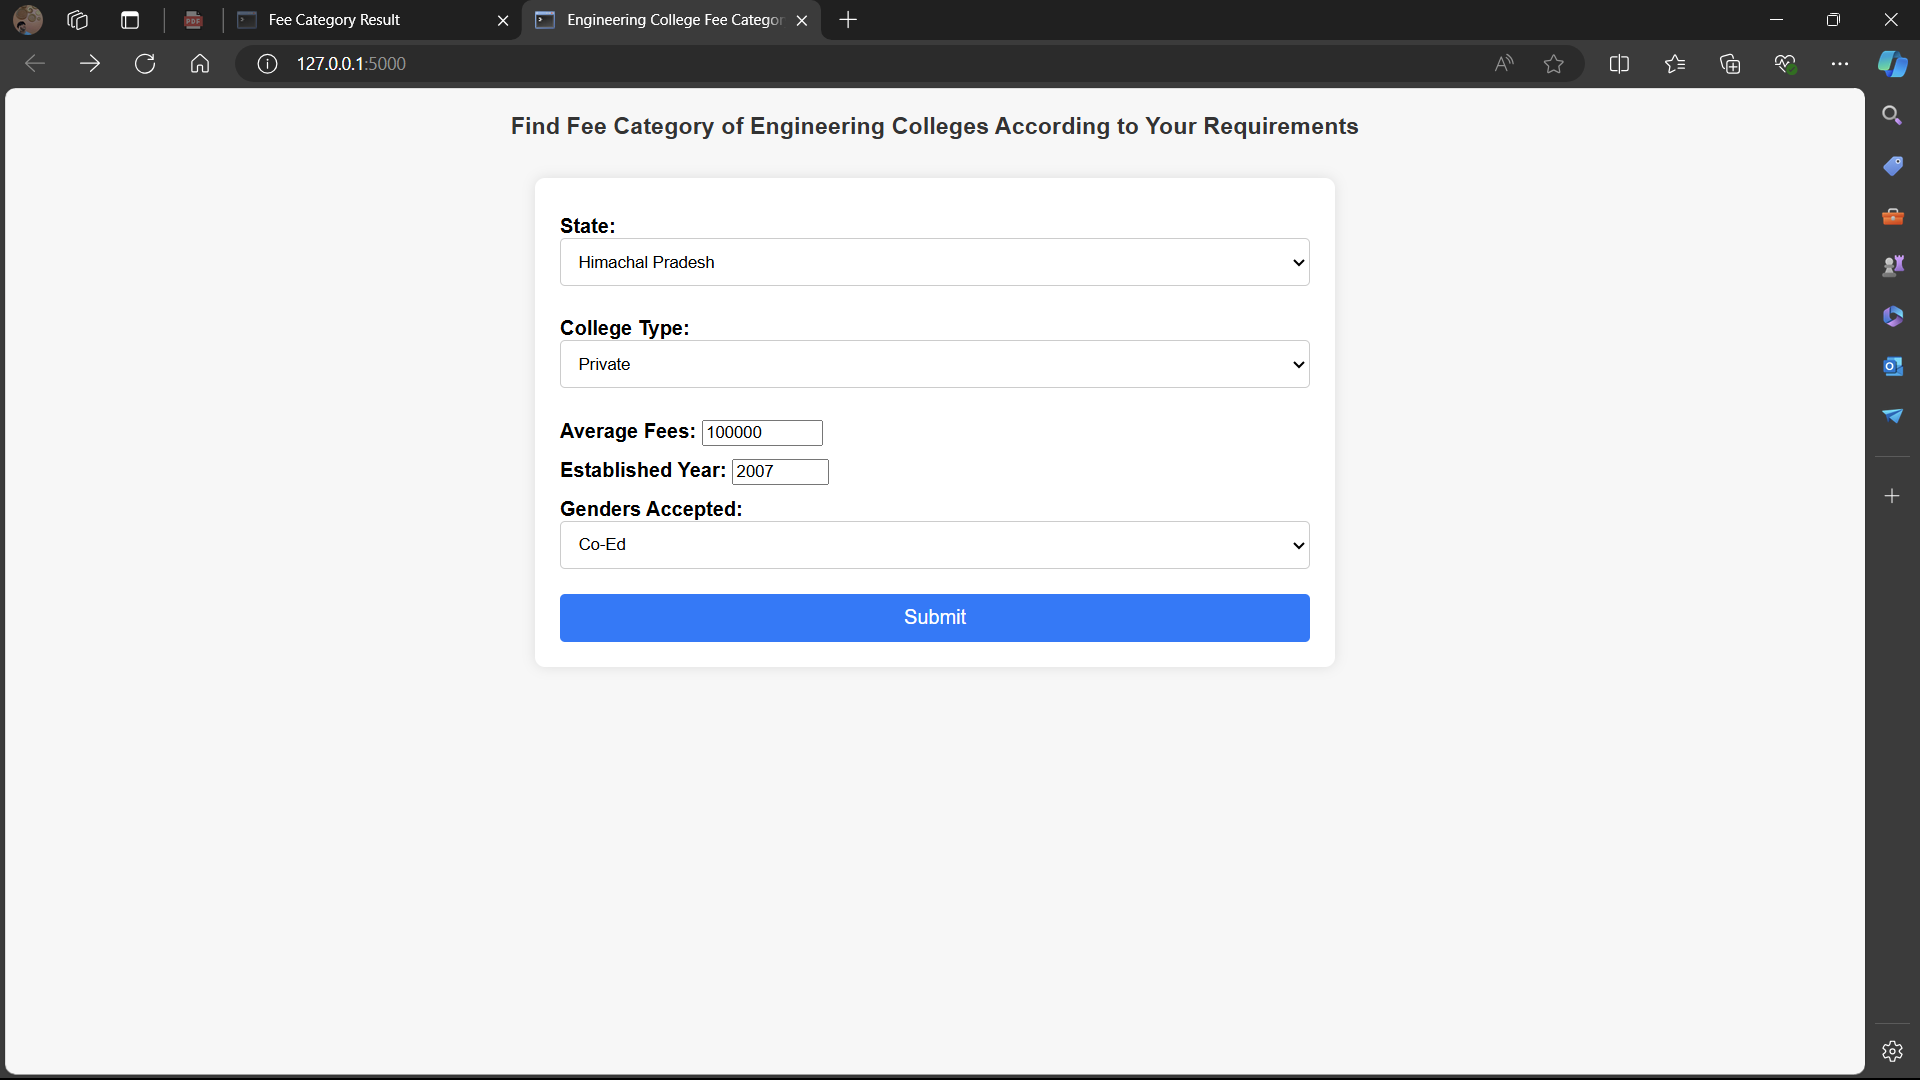 Fee Category Result
Engineering College Fee Categor
127.0.0.1:5000
Find Fee Category of Engineering Colleges According to Your Requirements
State:
Himachal Pradesh
College Type:
Private
Average Fees: 100000
Established Year: 2007
Genders Accepted:
Co-Ed
Submit